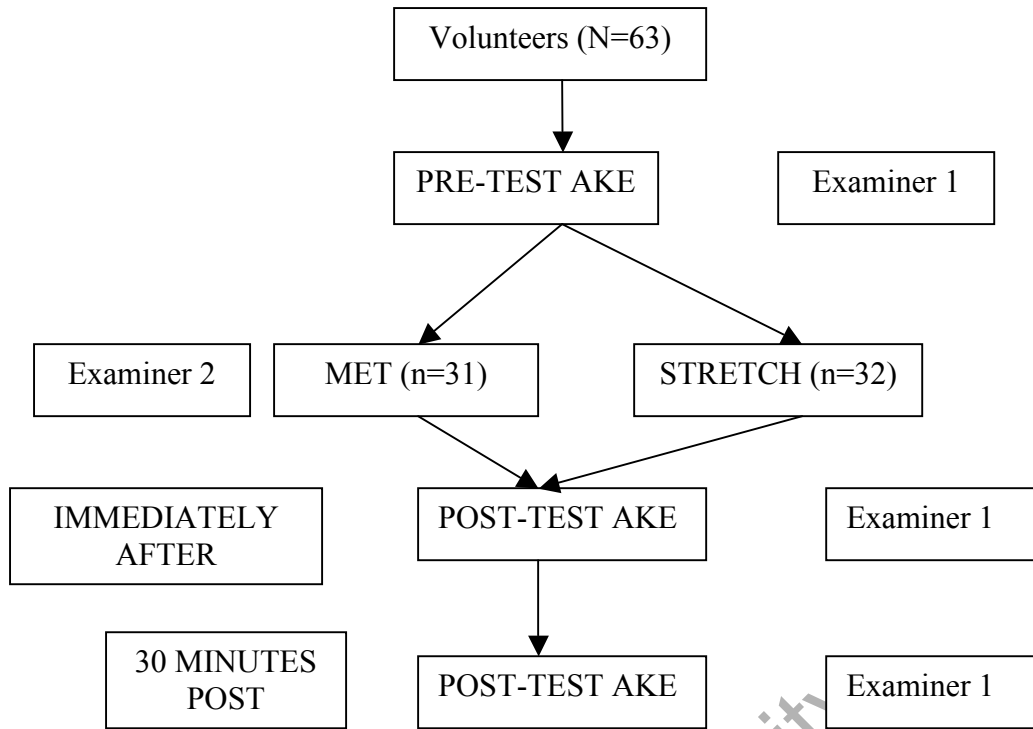 Volunteers (N=63)
PRE-TEST AKE
Examiner 1
Examiner 2
MET (n=31)
STRETCH (n=32)
IMMEDIATELY
AFTER
POST-TEST AKE
Examiner 1
30 MINUTES
POST
POST-TEST AKE
Examiner 1